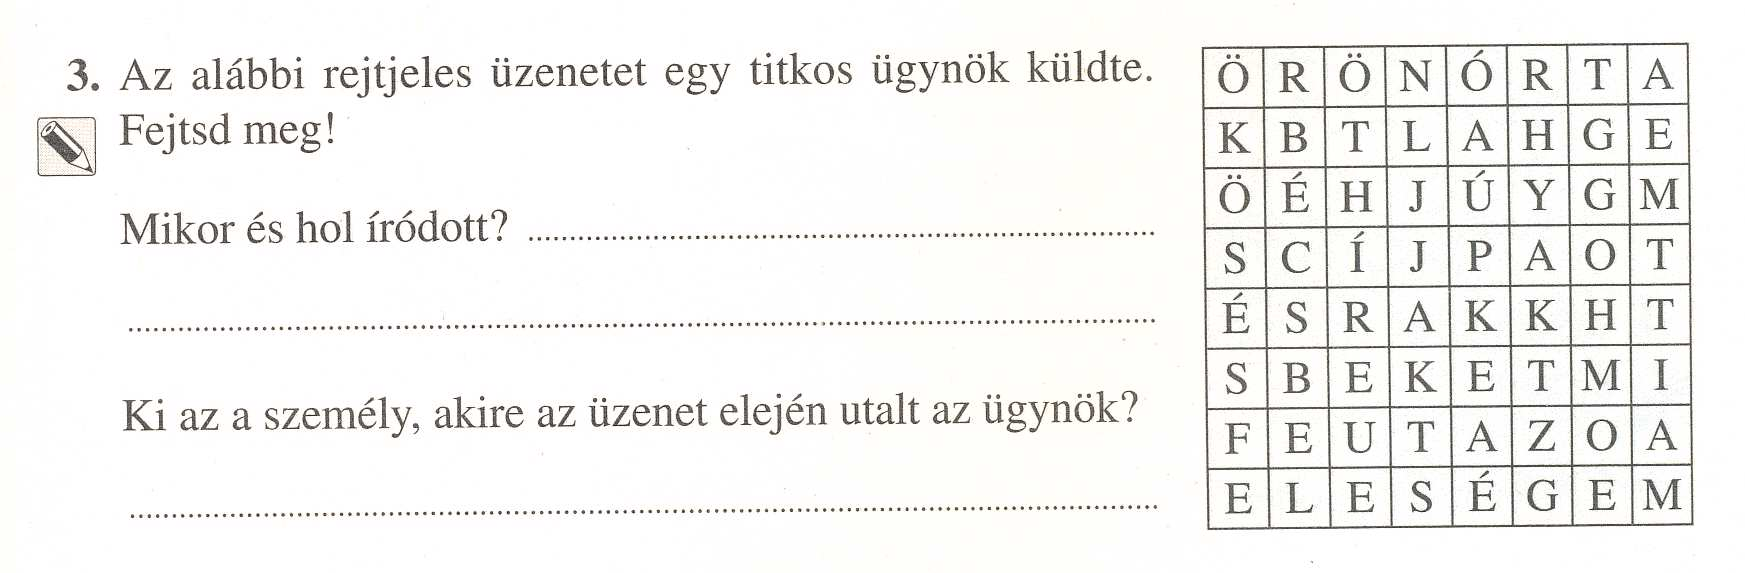 3. Az alábbi rejtjeles üzenetet egy titkos ügynök küldte.
Fejtsd meg!
Mikor és hol íródott?
Ki az a személy, akire az üzenet elején utalt az ügynök?
Ö R Ö N Ó R T A
K B T L A H G E
Ö É H J Ú Y G M
S C Í J P A O T
É S R A K K H T
S B E K E T M I
F E U T A Z O A
E L E S É G E M